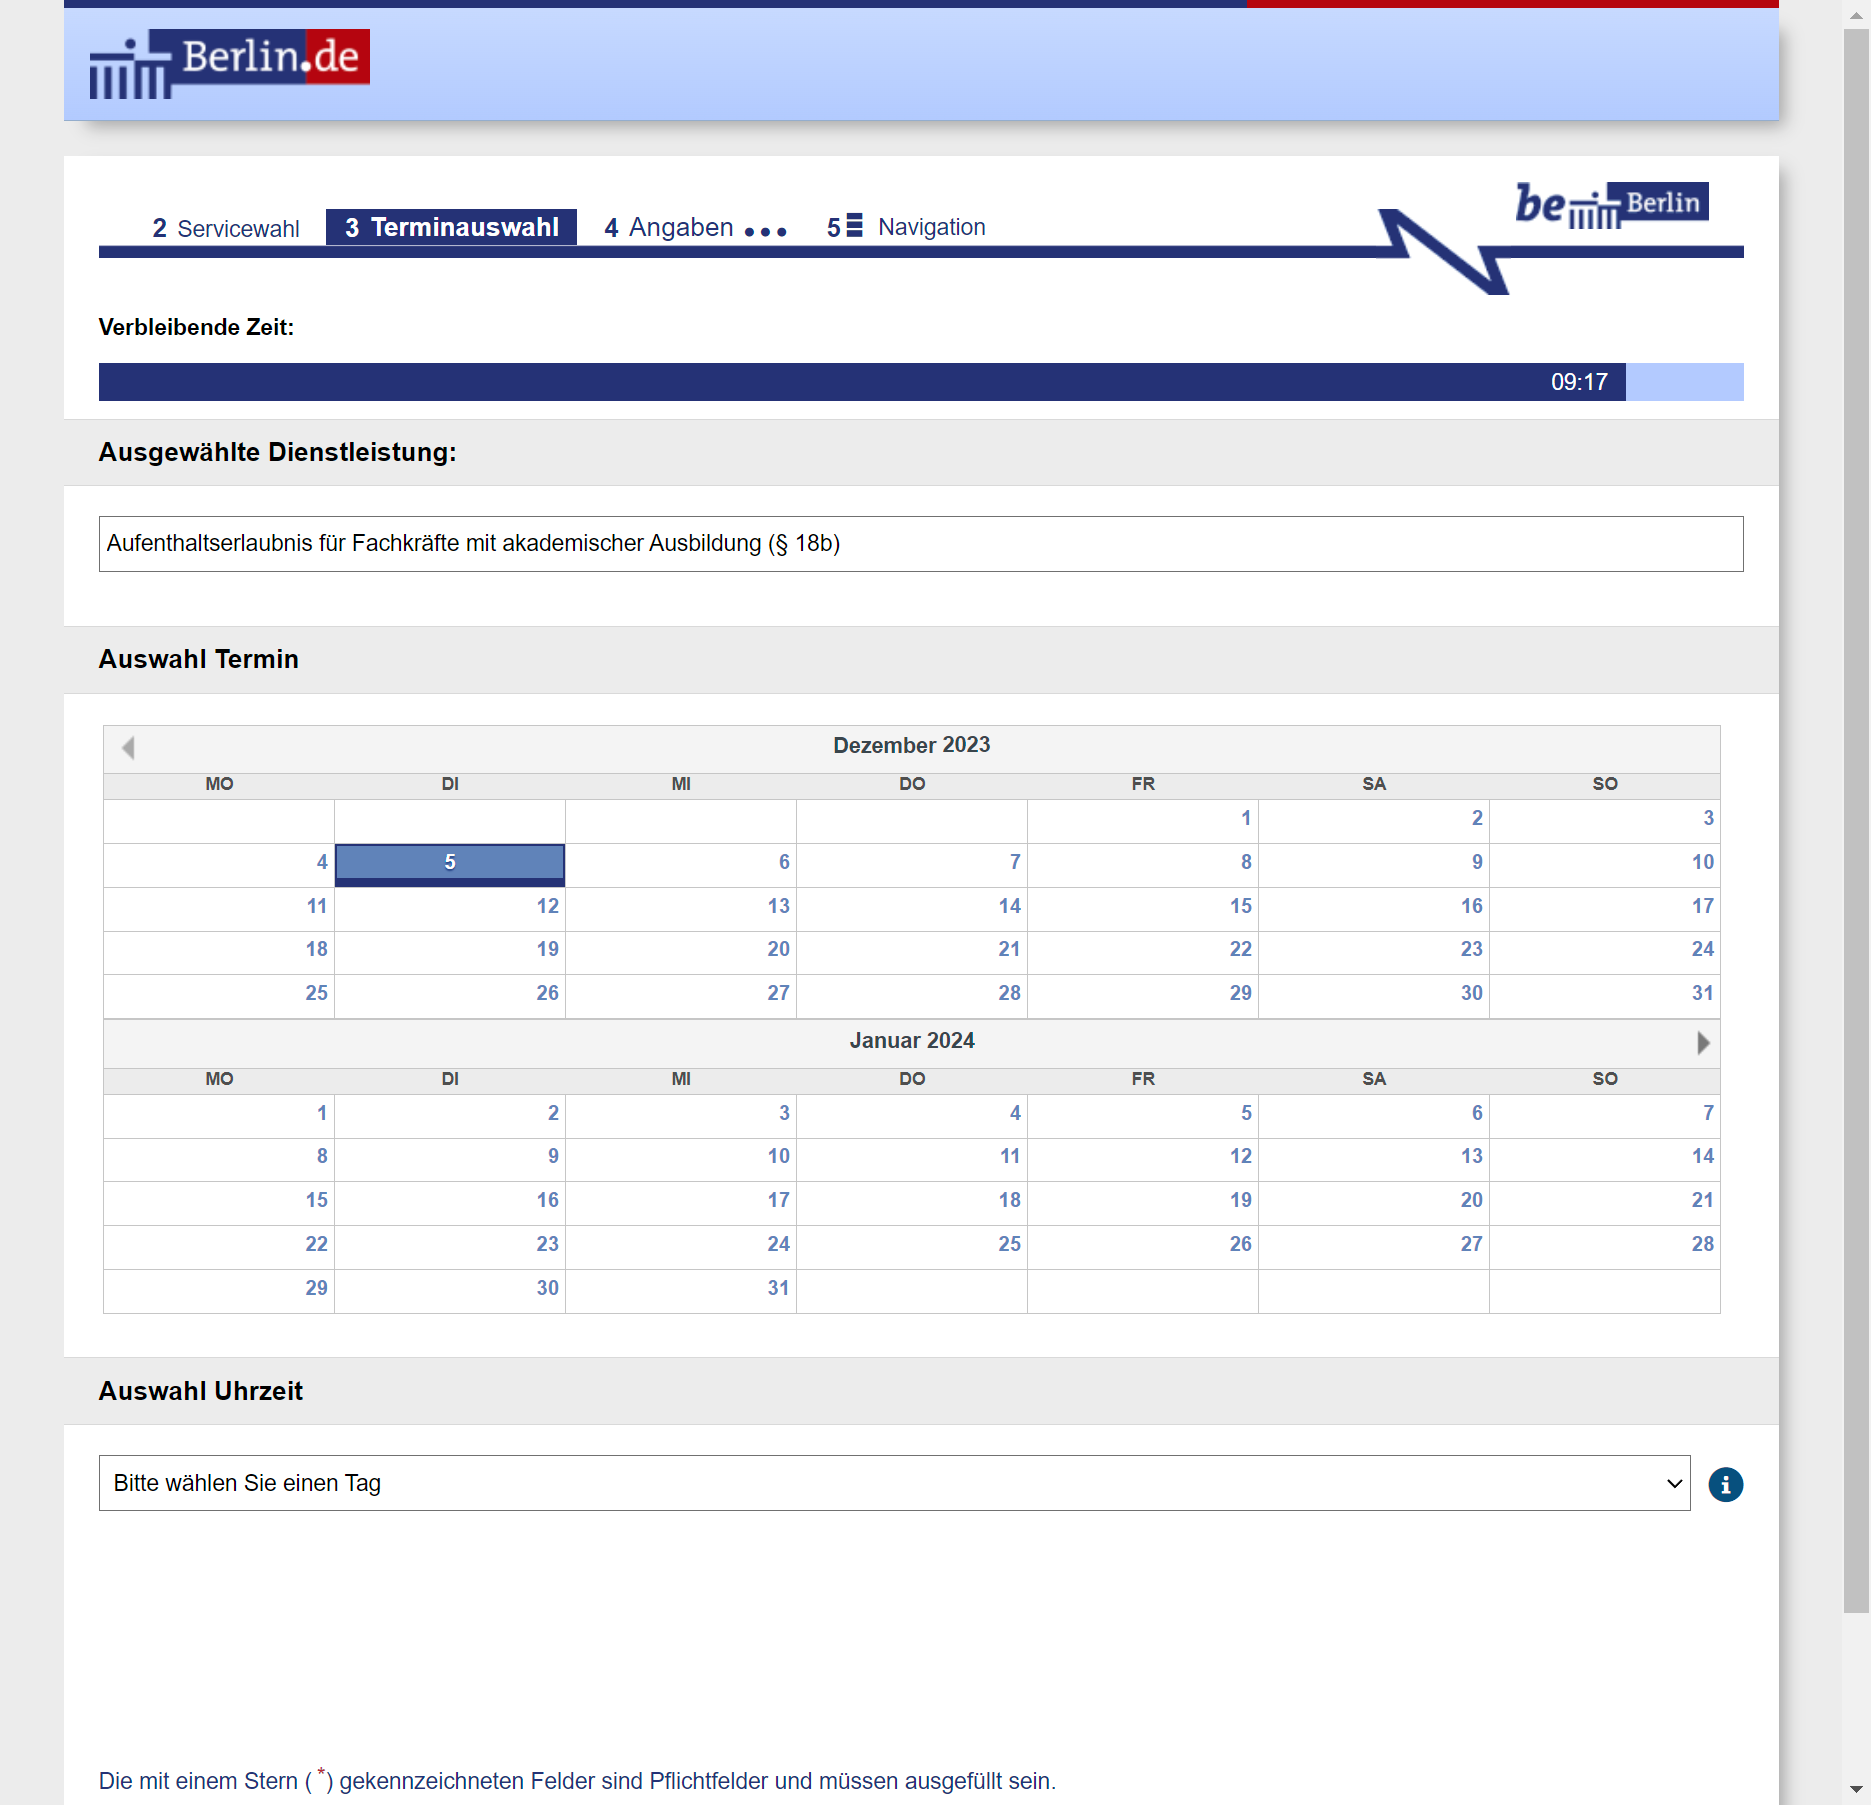 Berlin.de
be Berlin
2 Servicewahl 3 Terminauswahl 4 Angaben 5 Navigation
Verbleibende Zeit:
09:17
Ausgewählte Dienstleistung:
Aufenthaltserlaubnis für Fachkräfte mit akademischer Ausbildung (§ 18b)
Auswahl Termin
Dezember 2023
MO DI MI DO FR SA SO
1 2 3
4 5 6 7 8 9 10
11 12 13 14 15 16 17
18 19 20 21 22 23 24
25 26 27 28 29 30 31
Januar 2024
MO DI MI DO FR SA SO
1 2 3 4 5 6 7
8 9 10 11 12 13 14
15 16 17 18 19 20 21
22 23 24 25 26 27 28
29 30 31
Auswahl Uhrzeit
Bitte wählen Sie einen Tag
Die mit einem Stern ( *) gekennzeichneten Felder sind Pflichtfelder und müssen ausgefüllt sein.